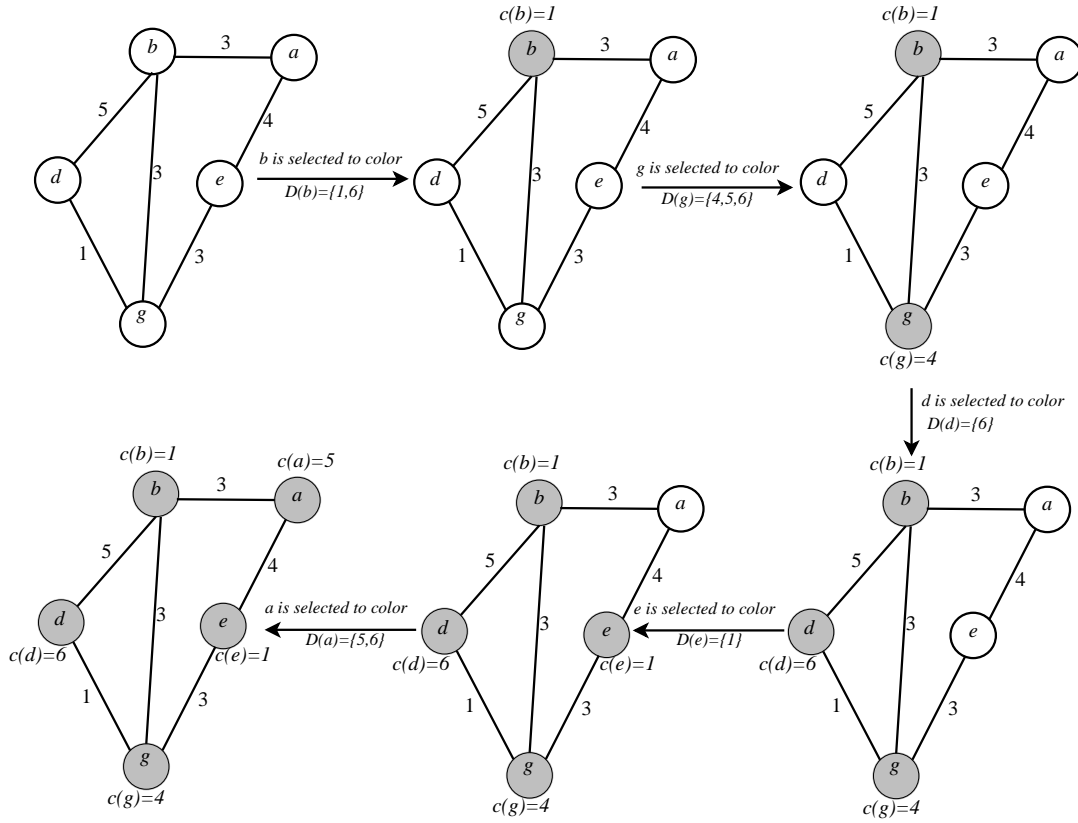 b
3
a
5
4
3
d
e
1
3
g
b is selected to color
D(b)={1,6}
c(b)=1
b
3
a
5
4
3
d
e
1
3
g
g is selected to color
D(g)={4,5,6}
c(b)=1
b
3
a
5
4
3
d
e
1
3
g
c(g)=4
d is selected to color
D(d)={6}
c(b)=1
b
3
a
5
4
3
d
e
c(d)=6
1
3
g
c(g)=4
e is selected to color
D(e)={1}
c(b)=1
b
3
a
5
4
3
d
e
c(d)=6
c(e)=1
1
3
g
c(g)=4
a is selected to color
D(a)={5,6}
c(b)=1
c(a)=5
b
3
a
5
4
3
d
e
c(d)=6
c(e)=1
1
3
g
c(g)=4